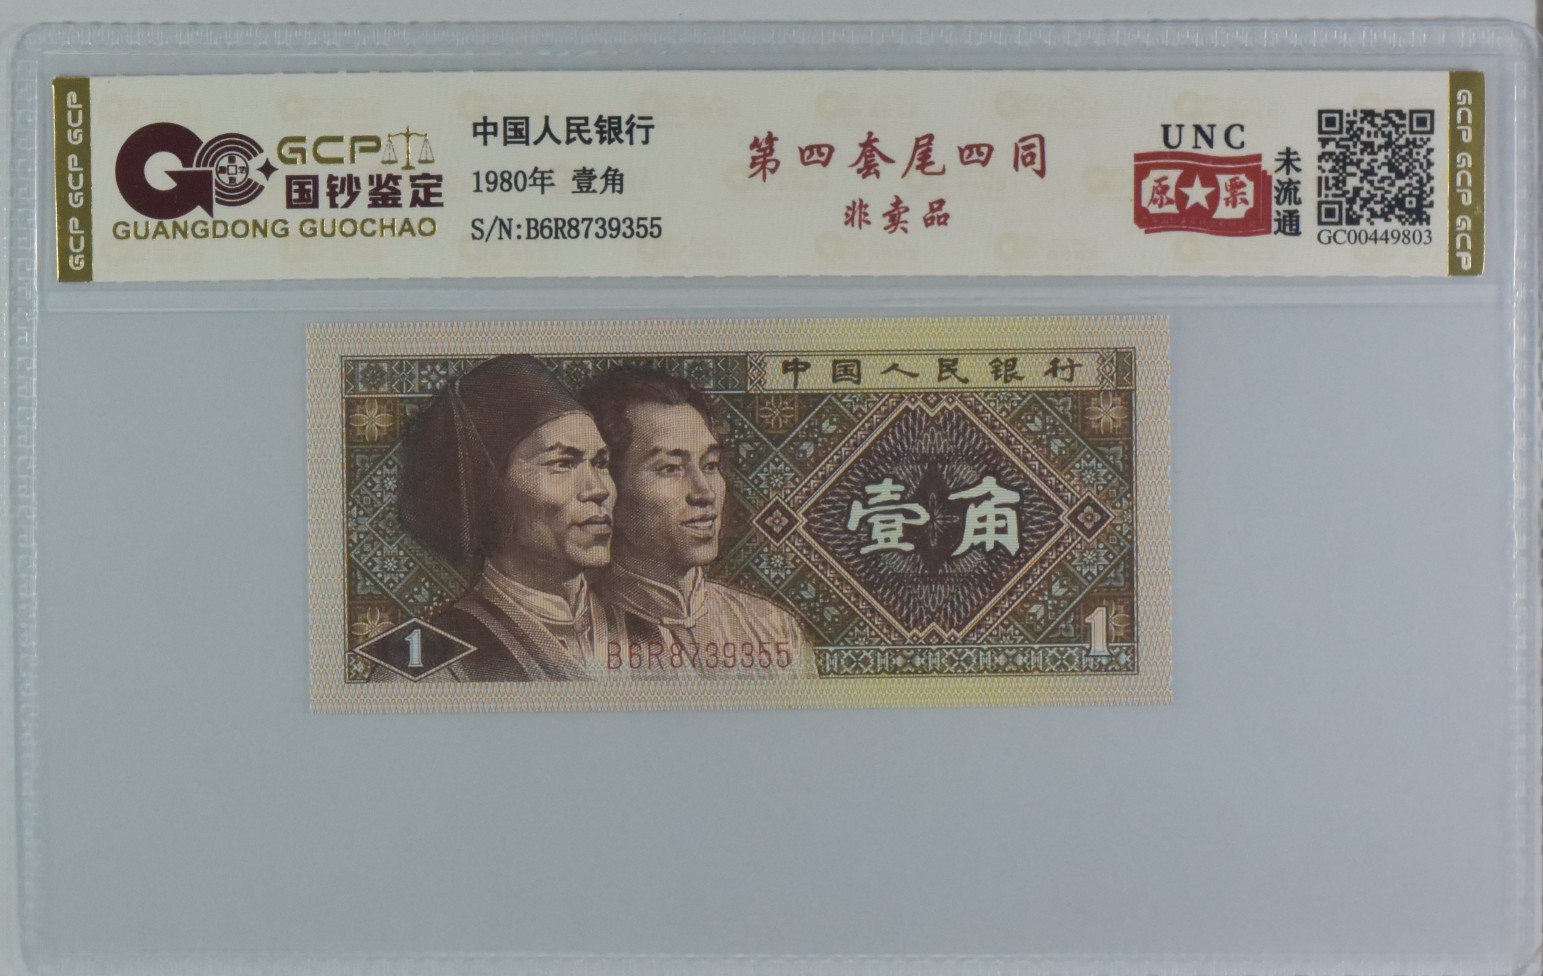 GCP GCP GCP
GCP
国钞鉴定
GUANGDONG GUOCHAO
中国人民银行
1980年 壹角
S/N:B6R8739355
第四套尾四同
非卖品
UNC
原票
未流通
GC00449803
GCP GCP GCP
中国人民银行
壹角
1
B6R8739355
1